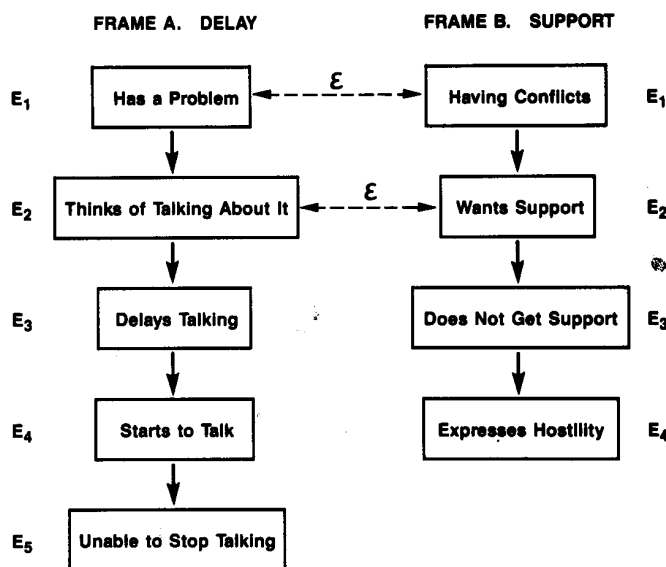 FRAME A. DELAY FRAME B. SUPPORT
E1 Has a Problem ε Having Conflicts E1
E2 Thinks of Talking About It ε Wants Support E2
E3 Delays Talking Does Not Get Support E3
E4 Starts to Talk Expresses Hostility E4
E5 Unable to Stop Talking